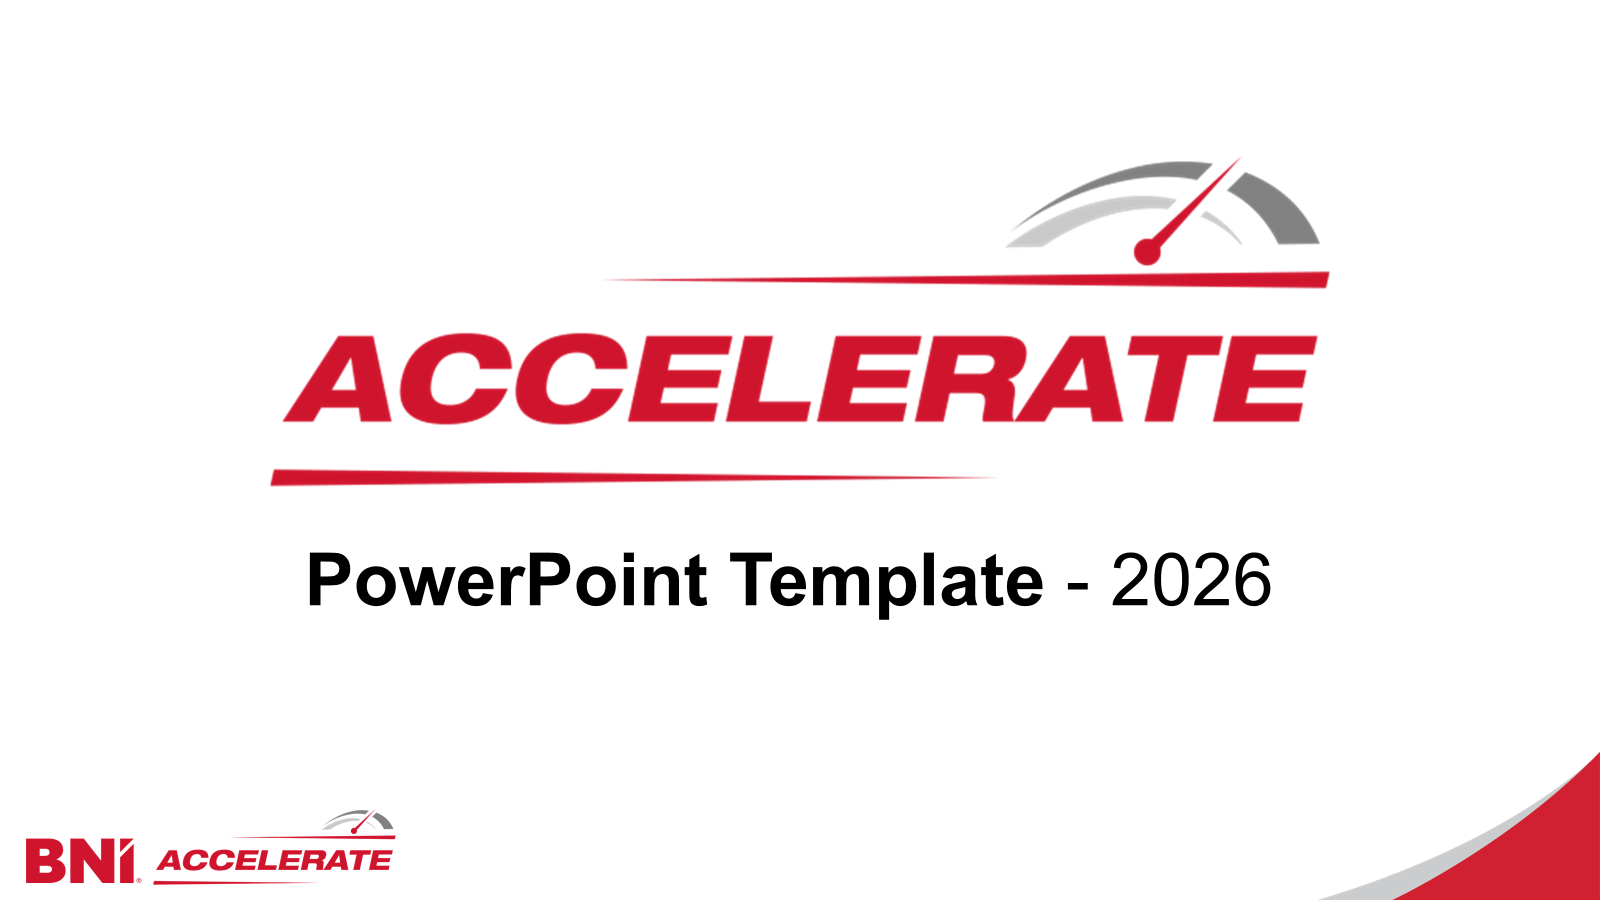 ACCELERATE
PowerPoint Template - 2026
BNI® ACCELERATE